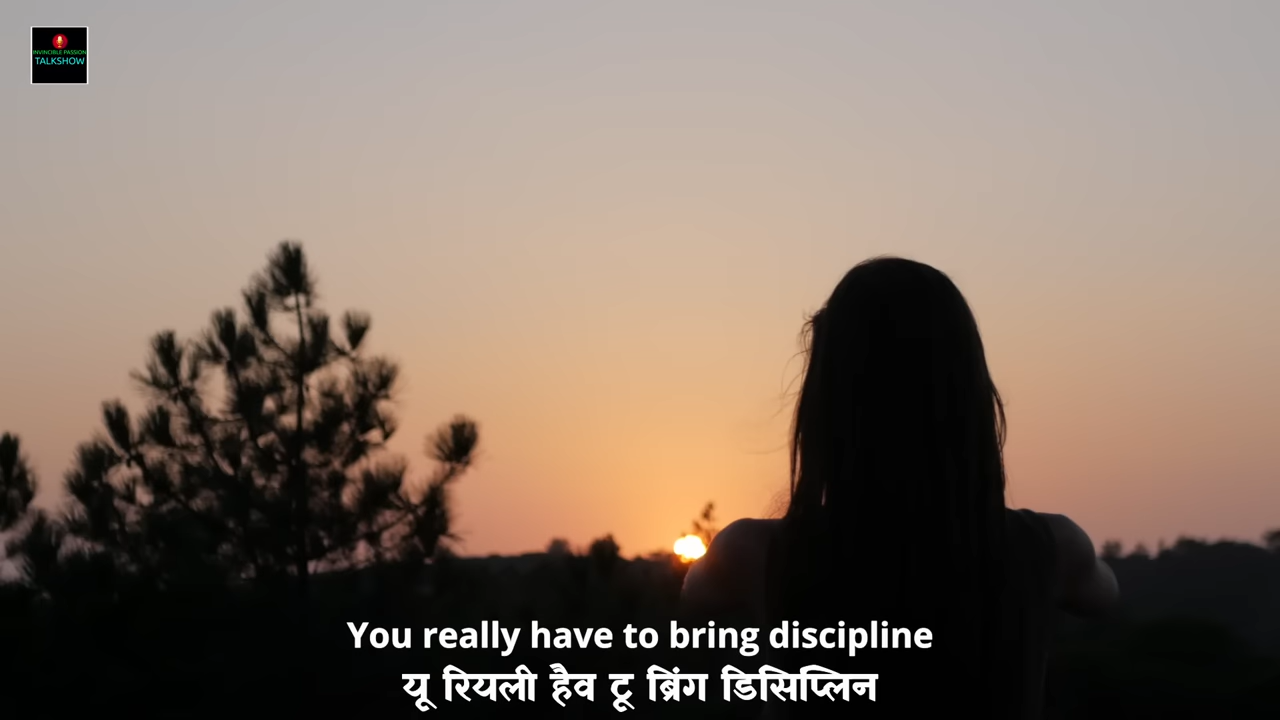 INVINCIBLE PASSION
TALKSHOW
You really have to bring discipline
यू रियली हैव टू ब्रिंग डिसिप्लिन